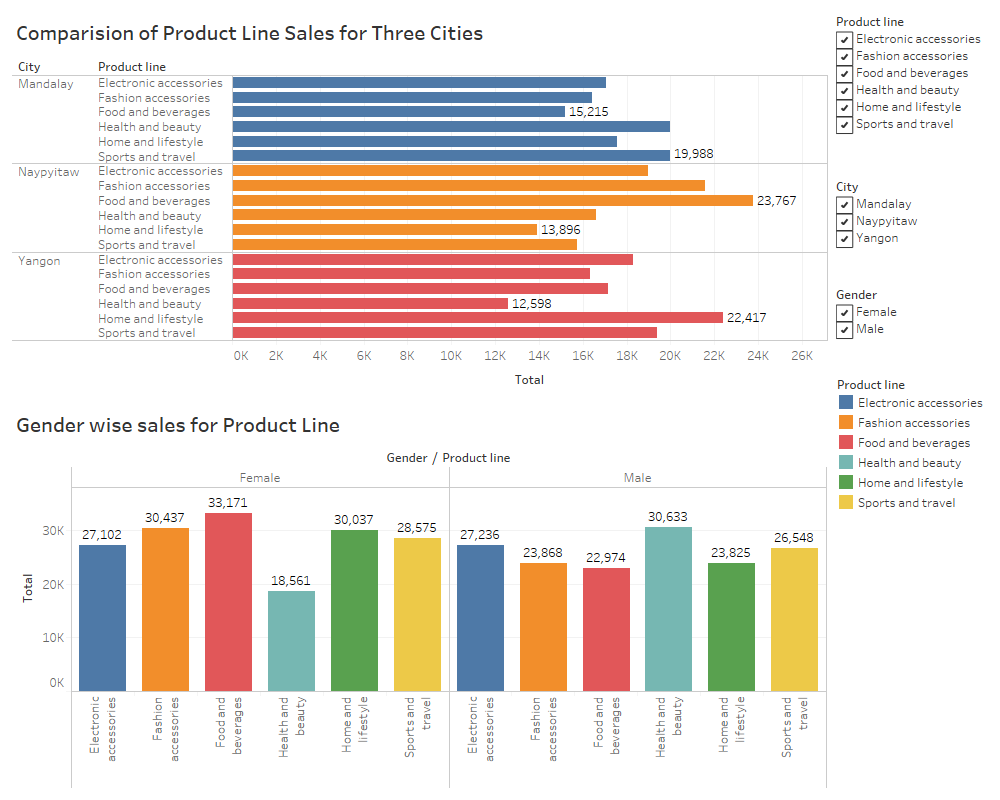 Comparision of Product Line Sales for Three Cities
City Product line
Mandalay Electronic accessories
Fashion accessories
Food and beverages 15,215
Health and beauty
Home and lifestyle
Sports and travel 19,988
Naypyitaw Electronic accessories
Fashion accessories
Food and beverages 23,767
Health and beauty
Home and lifestyle 13,896
Sports and travel
Yangon Electronic accessories
Fashion accessories
Food and beverages
Health and beauty 12,598
Home and lifestyle 22,417
Sports and travel
0K 2K 4K 6K 8K 10K 12K 14K 16K 18K 20K 22K 24K 26K
Total
Product line
Electronic accessories
Fashion accessories
Food and beverages
Health and beauty
Home and lifestyle
Sports and travel
City
Mandalay
Naypyitaw
Yangon
Gender
Female
Male
Product line
Electronic accessories
Fashion accessories
Food and beverages
Health and beauty
Home and lifestyle
Sports and travel
Gender wise sales for Product Line
Gender / Product line
Female Male
30K
20K
10K
0K
Total
27,102 30,437 33,171 18,561 30,037 28,575 27,236 23,868 22,974 30,633 23,825 26,548
Electronic
accessories
Fashion
accessories
Food and
beverages
Health and
beauty
Home and
lifestyle
Sports and
travel
Electronic
accessories
Fashion
accessories
Food and
beverages
Health and
beauty
Home and
lifestyle
Sports and
travel